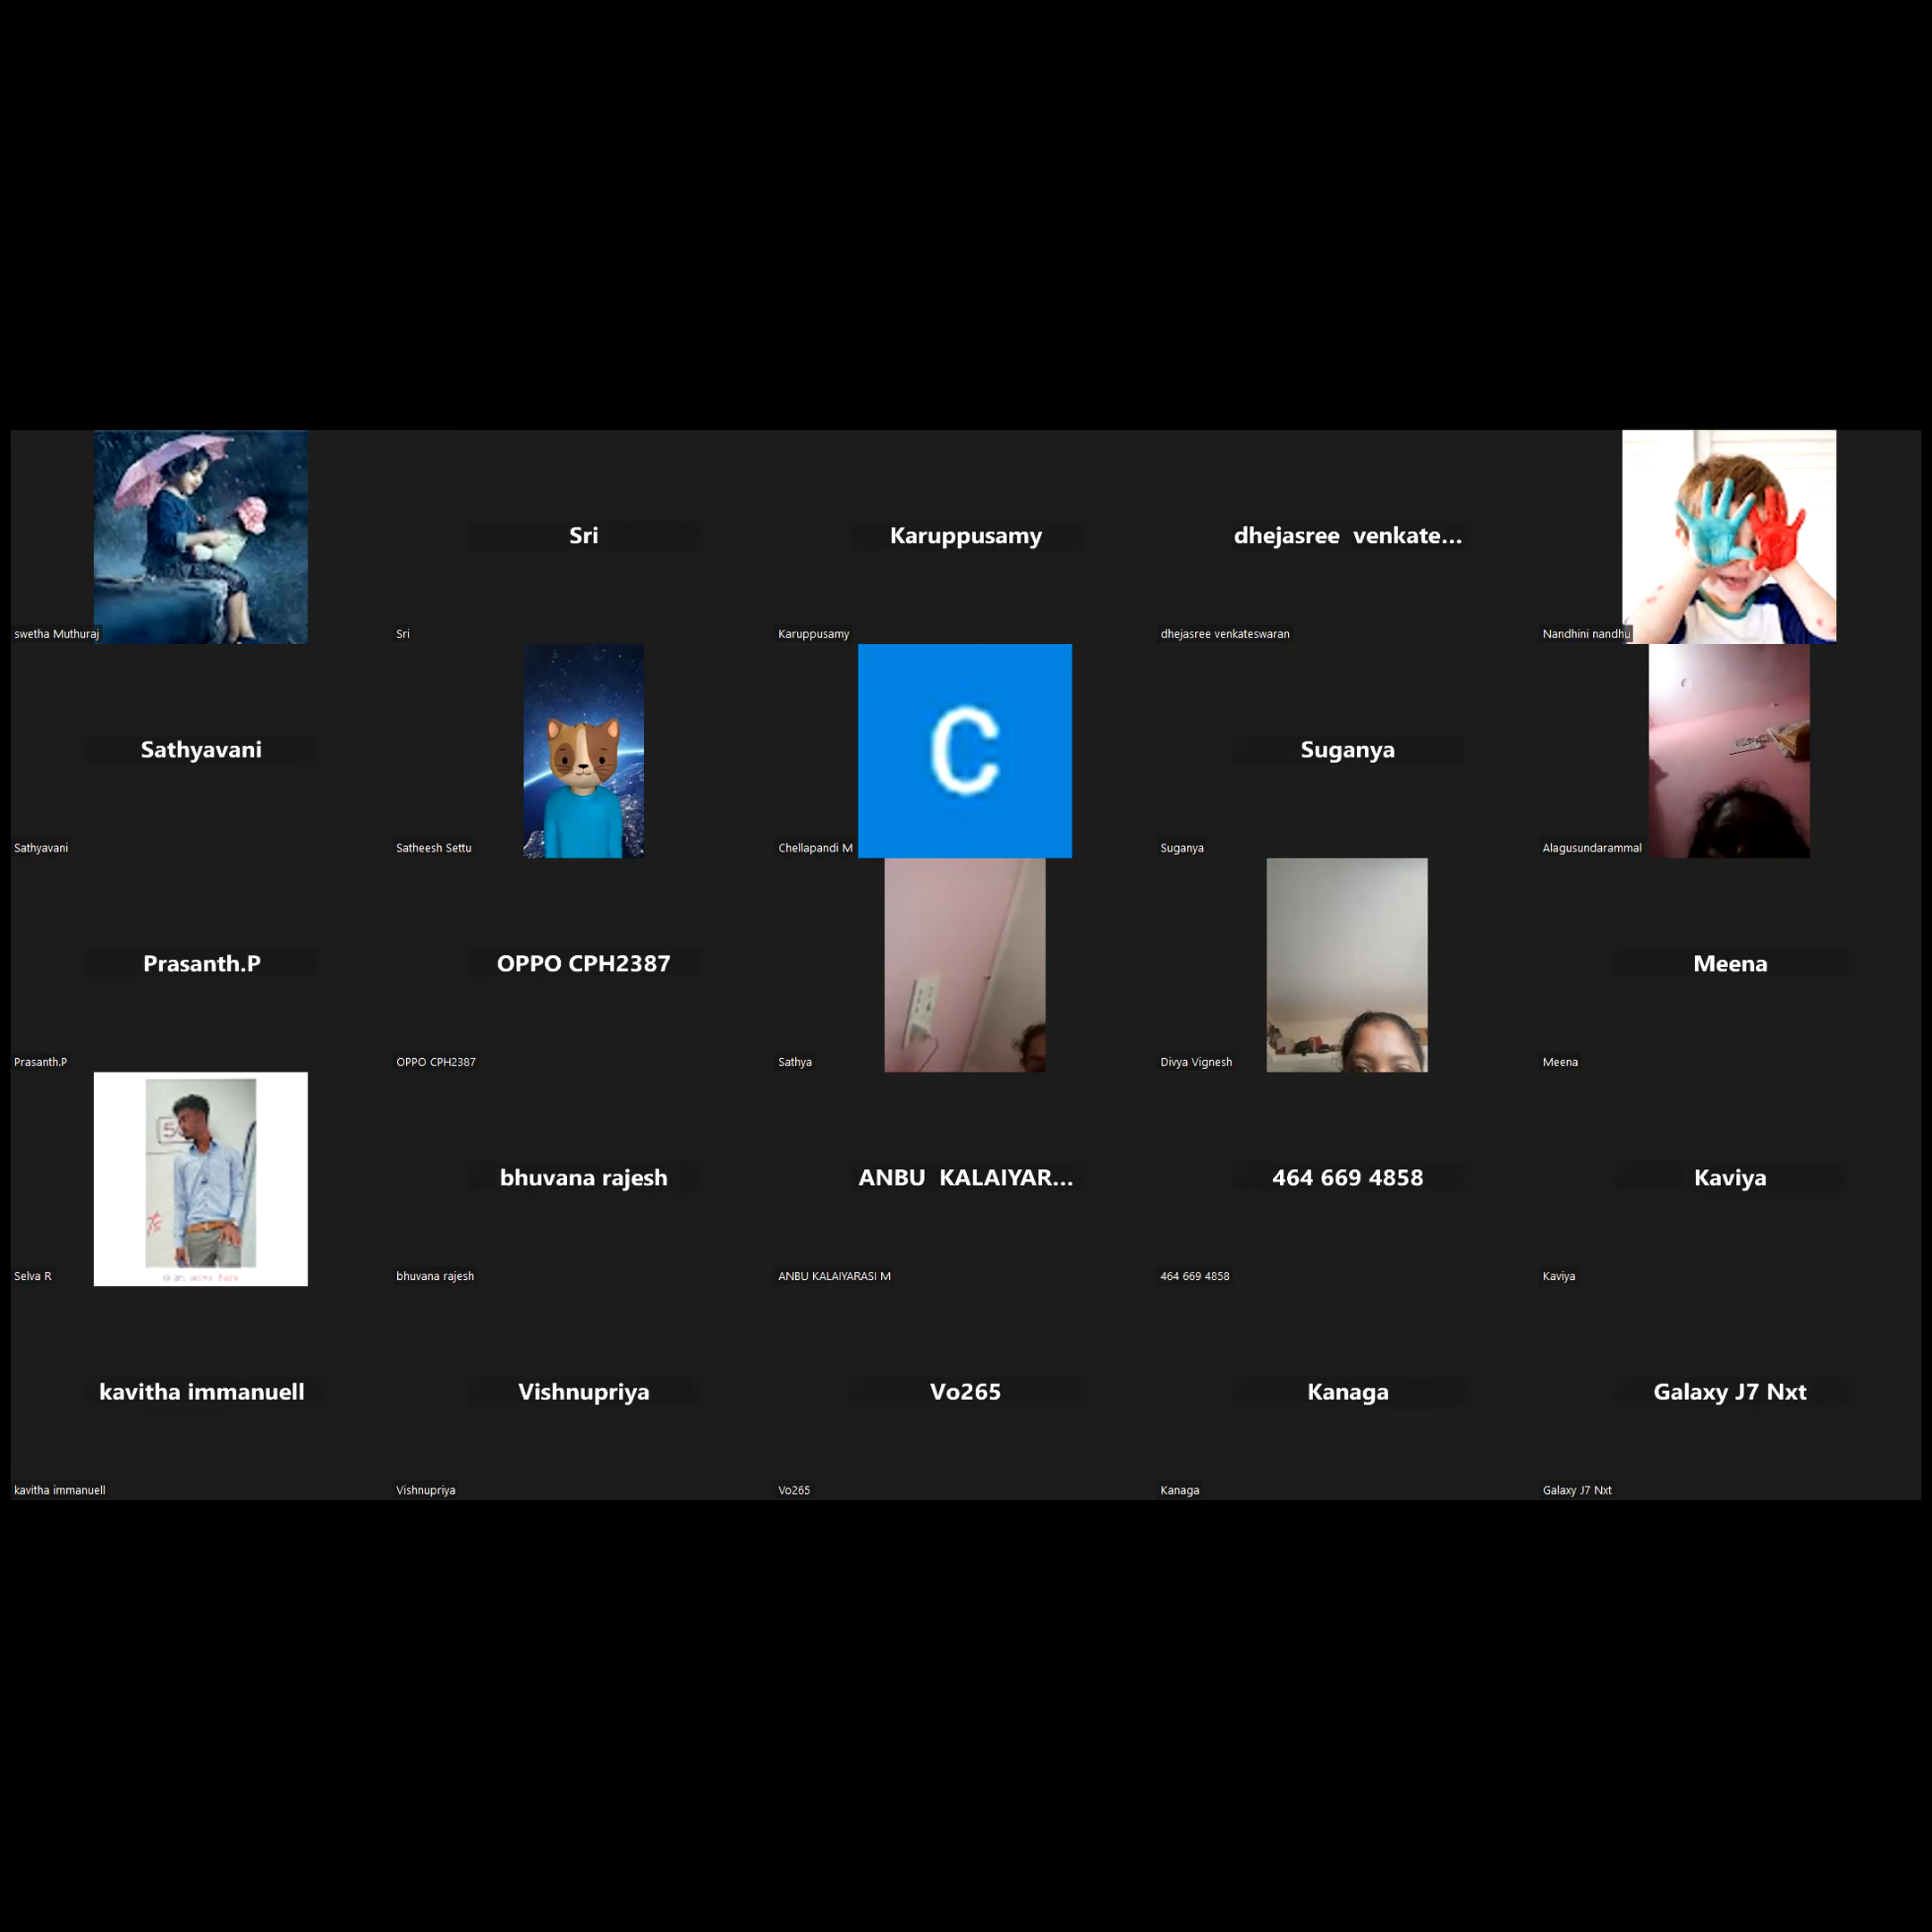 swetha Muthuraj
Sri
Sri
Karuppusamy
Karuppusamy
dhejasree venkate...
dhejasree venkateswaran
Nandhini nandhu
Sathyavani
Sathyavani
Satheesh Settu
C
Chellapandi M
Suganya
Suganya
Alagusundarammal
Prasanth.P
Prasanth.P
OPPO CPH2387
OPPO CPH2387
Sathya
Divya Vignesh
Meena
Meena
Selva R
bhuvana rajesh
bhuvana rajesh
ANBU KALAIYAR...
ANBU KALAIYARASI M
464 669 4858
464 669 4858
Kaviya
Kaviya
kavitha immanuell
kavitha immanuell
Vishnupriya
Vishnupriya
Vo265
Vo265
Kanaga
Kanaga
Galaxy J7 Nxt
Galaxy J7 Nxt